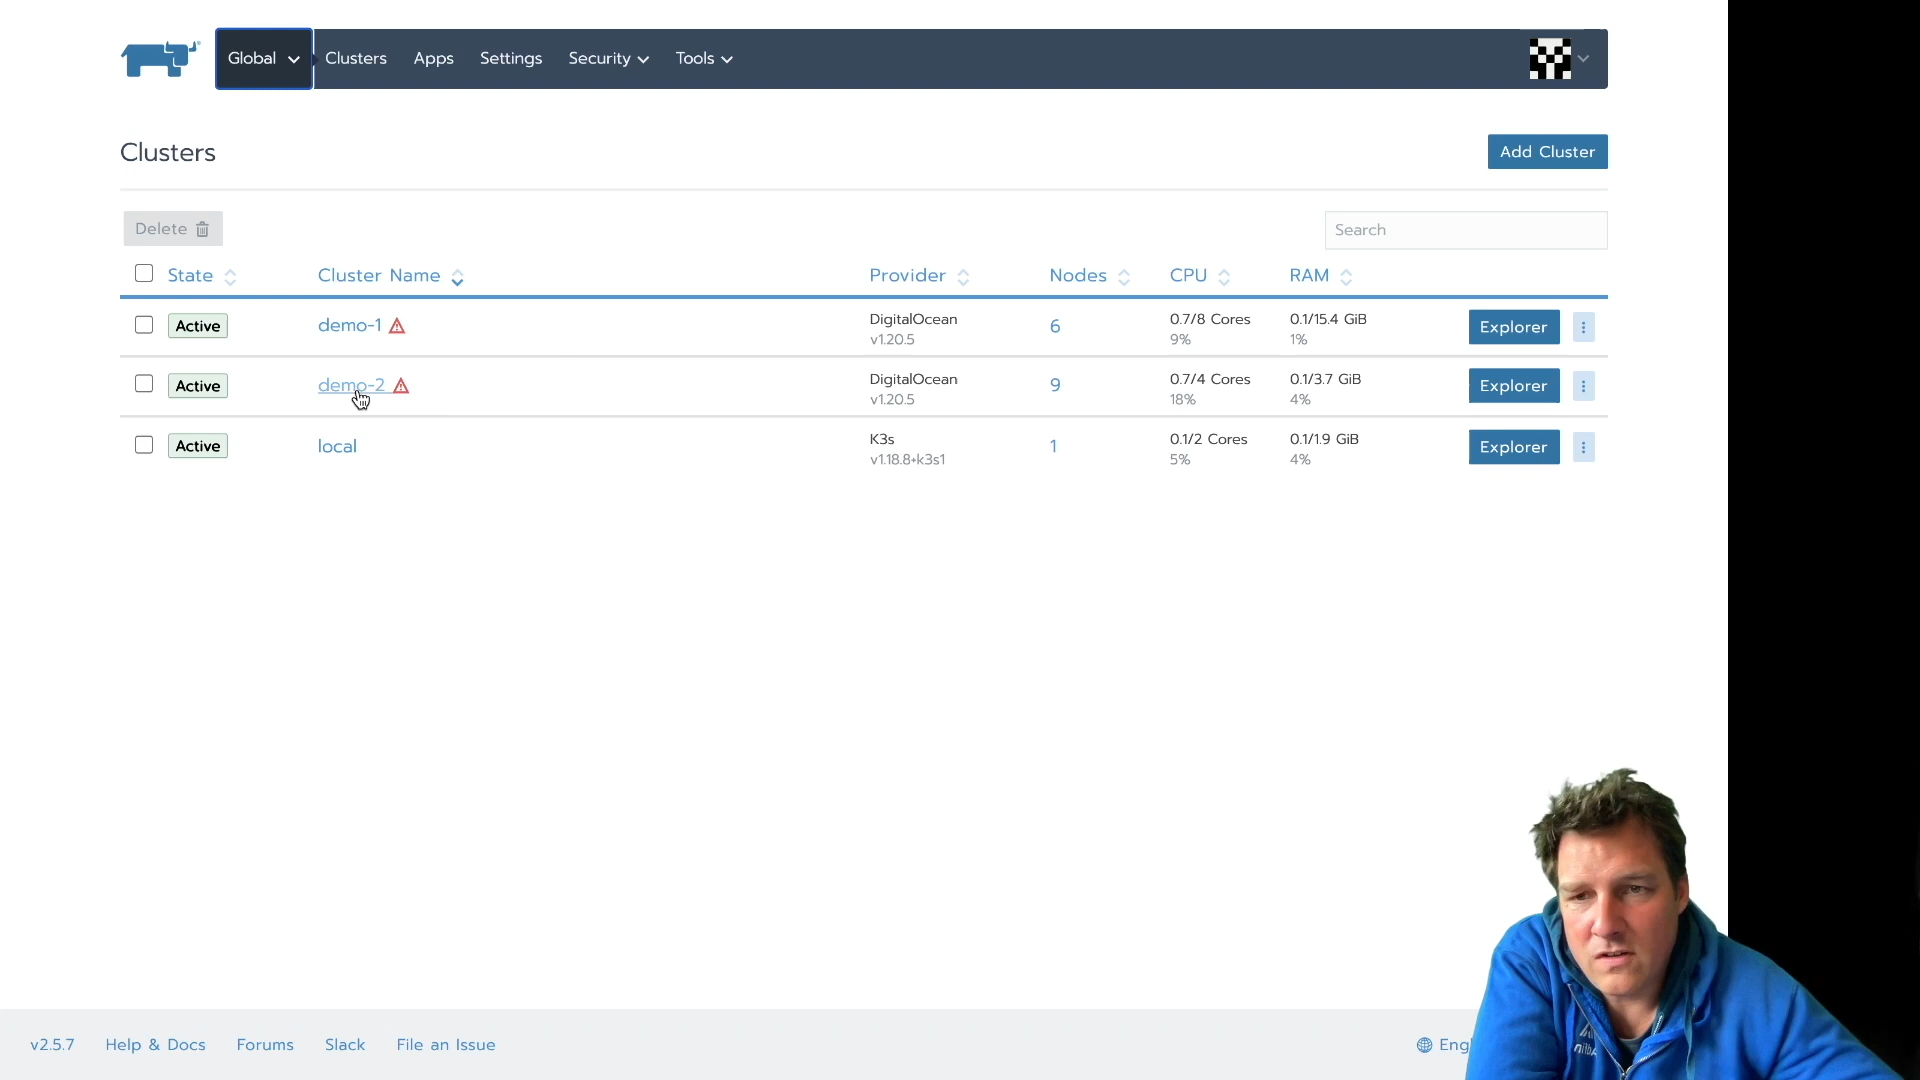 Global Clusters Apps Settings Security Tools
Clusters
Add Cluster
Delete
Search
State Cluster Name Provider Nodes CPU RAM
Active demo-1 DigitalOcean 6 0.7/8 Cores 0.1/15.4 GiB Explorer
v1.20.5 9% 1%
Active demo-2 DigitalOcean 9 0.7/4 Cores 0.1/3.7 GiB Explorer
v1.20.5 18% 4%
Active local K3s 1 0.1/2 Cores 0.1/1.9 GiB Explorer
v1.18.8+k3s1 5% 4%
v2.5.7 Help & Docs Forums Slack File an Issue